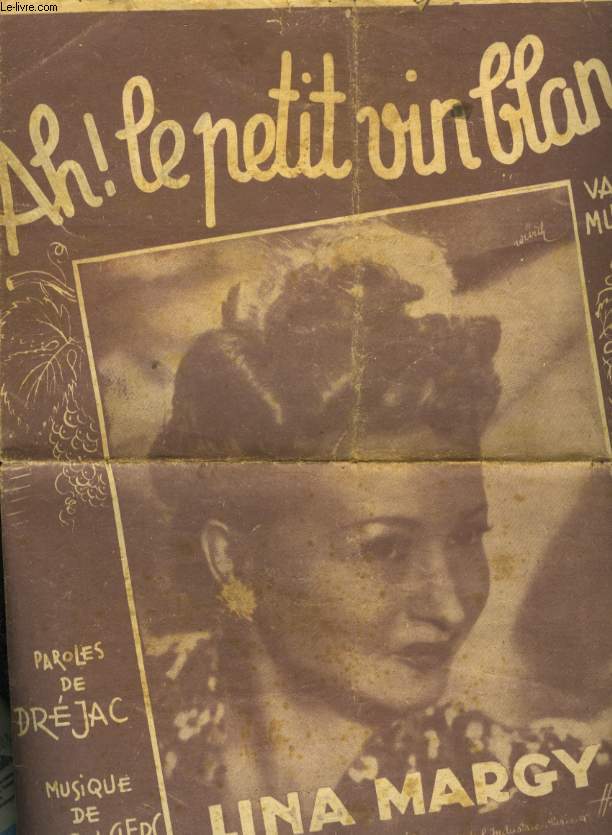 Le-livre.com
Ah! le petit vin blan
VA
MU
PAROLES
DE
DRÉJAC
MUSIQUE
DE
LINA MARGY